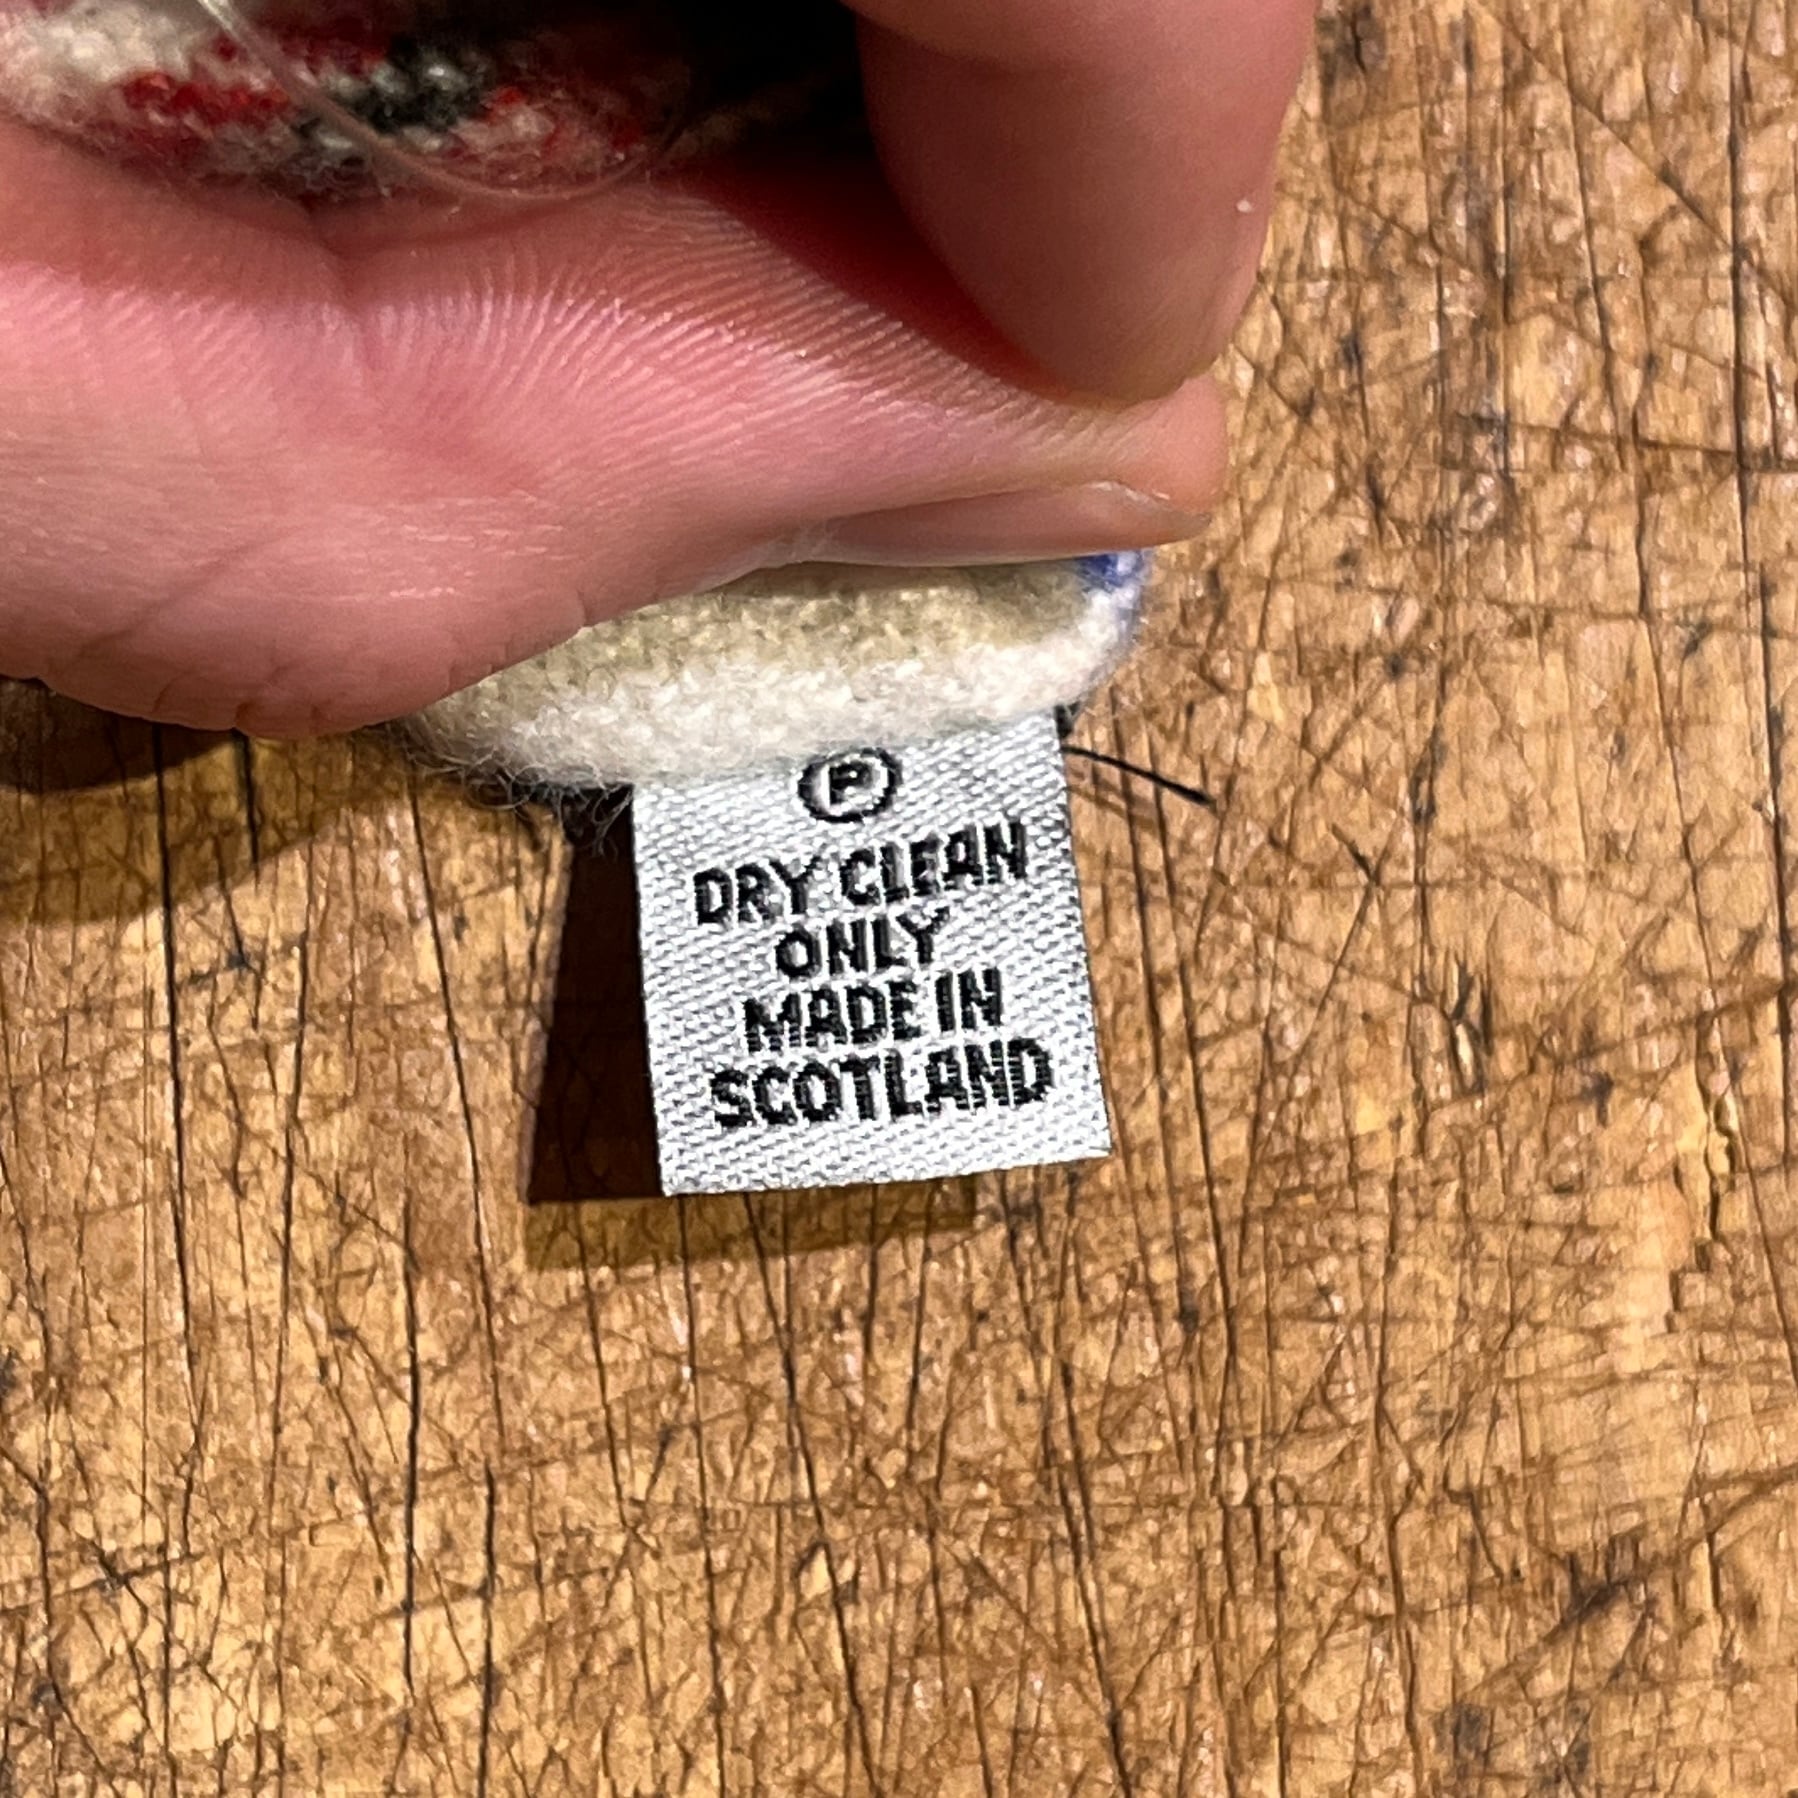 P
DRY CLEAN
ONLY
MADE IN
SCOTLAND